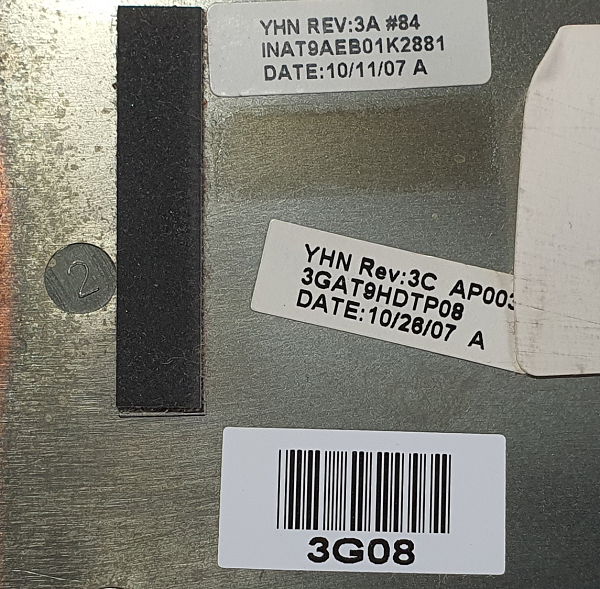 YHN REV:3A #84
INAT9AEB01K2881
DATE:10/11/07 A
YHN Rev:3C AP003
3GAT9HDTP08
DATE:10/26/07 A
2
3G08